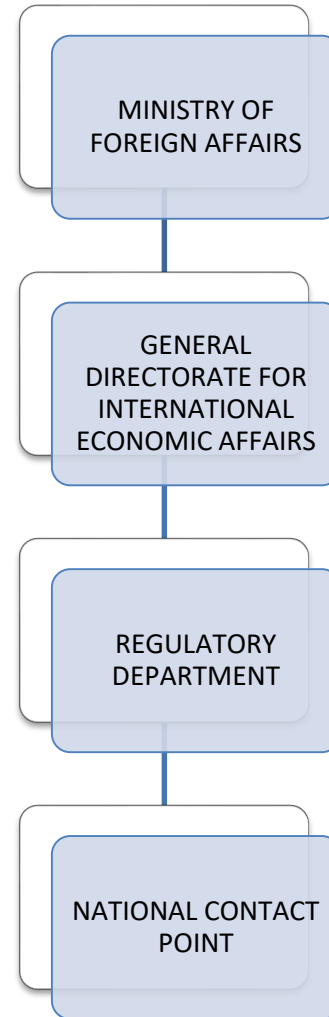 MINISTRY OF
FOREIGN AFFAIRS
GENERAL
DIRECTORATE FOR
INTERNATIONAL
ECONOMIC AFFAIRS
REGULATORY
DEPARTMENT
NATIONAL CONTACT
POINT